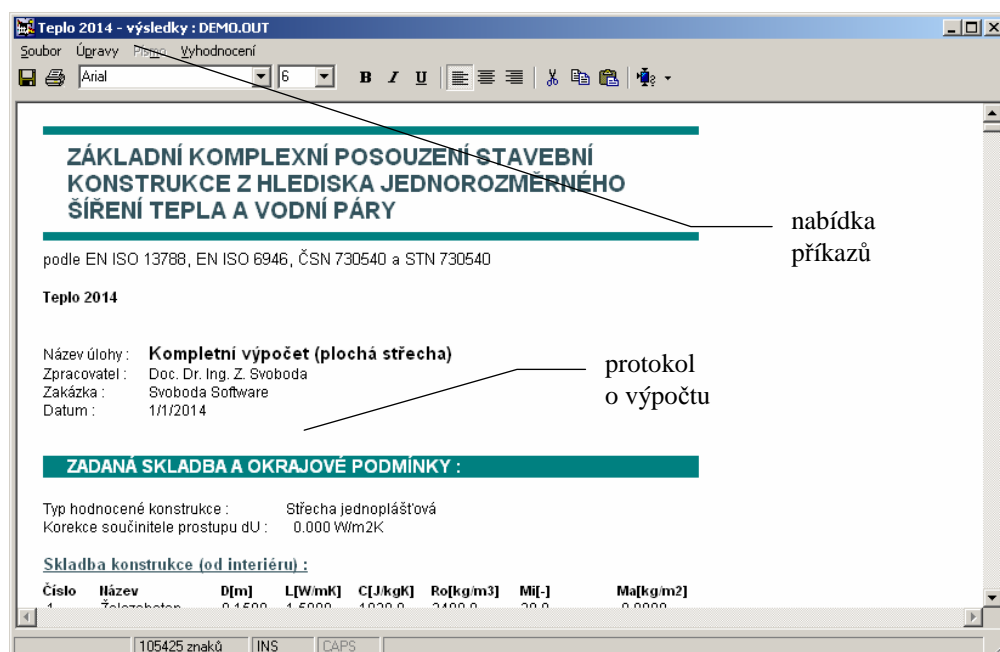 Teplo 2014 - výsledky : DEMO.OUT
Soubor Úpravy Písmo Vyhodnocení
Arial 6 B I U
ZÁKLADNÍ KOMPLEXNÍ POSOUZENÍ STAVEBNÍ
KONSTRUKCE Z HLEDISKA JEDNOROZMĚRNÉHO
ŠÍŘENÍ TEPLA A VODNÍ PÁRY
nabídka
příkazů
podle EN ISO 13788, EN ISO 6946, ČSN 730540 a STN 730540
Teplo 2014
Název úlohy : Kompletní výpočet (plochá střecha)
Zpracovatel : Doc. Dr. Ing. Z. Svoboda
Zakázka : Svoboda Software
Datum : 1/1/2014
protokol
o výpočtu
ZADANÁ SKLADBA A OKRAJOVÉ PODMÍNKY :
Typ hodnocené konstrukce : Střecha jednoplášťová
Korekce součinitele prostupu dU : 0.000 W/m2K
Skladba konstrukce (od interiéru) :
Číslo Název D[m] L[W/mK] C[J/kgK] Ro[kg/m3] Mi[-] Ma[kg/m2]
105425 znaků INS CAPS